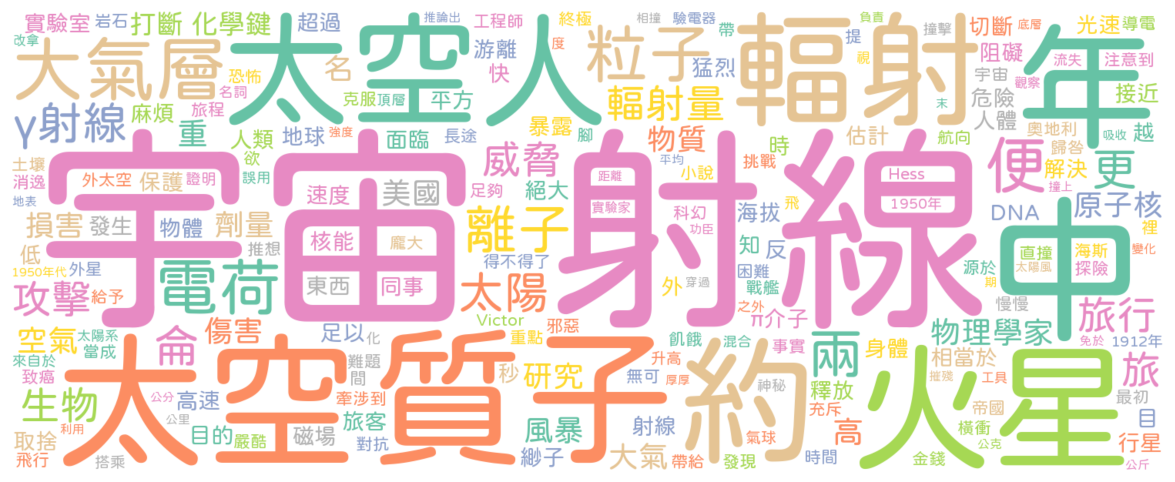 實驗室 岩石 打斷 化學鍵 超過 推論出 工程師 終極 相撞 驗電器 帶 負責 撞擊 切斷 底層 光速 導電
改拿 大氣層 恐怖 名 太空人 游離 快 度 粒子 猛烈 提 視 輻射 阻礙 年 流失 注意到
名詞 克服 頂層 平方 輻射量 宇宙 觀察 接近
γ射線 麻煩 旅程 重 人類 地球 強度 面臨 長途 暴露 腳 物質 時 估計 末 航向 危險 人體 奧地利 吸收 越
土壤 欲 宇宙射線 威脅 平均 小說 挑戰 便 歸咎 解決 更
消逝 外太空 保護 證明 誤用 速度 美國 足夠 絕大 距離 Hess 撞上
地表 損害 發生 物體 劑量 核能 龐大 離子 實驗家 科幻 功臣 海拔 飛 1950年 DNA 原子核
低 推想 得不得了 知 反 中 直撞 海斯 裡 變化
1950年代 外星 電荷 東西 同事 太陽 外 穿過 困難 戰艦 源於 太陽風 探險 期
攻擊 給予 Victor 之外 π介子 慢慢 旅行
空氣 太陽系 傷害 足以 化 邪惡 重點 飢餓 混合 事實 兩 身體 物理學家 免於 1912年
來自於 當成 侖 太空 難題 質子 秒 研究 升高 無可 約 神秘 相當於 火星 旅
致癌 間 厚厚 釋放 摧殘 工具 最初
生物 公分 高速 牽涉到 旅客 風暴 射線 充斥 帝國 目
取捨 利用 公里 目的 嚴酷 磁場 對抗 緲子 大氣 氣球 高 橫衝 公克 行星
飛行 搭乘 帶給 發現 時間 金錢 公斤